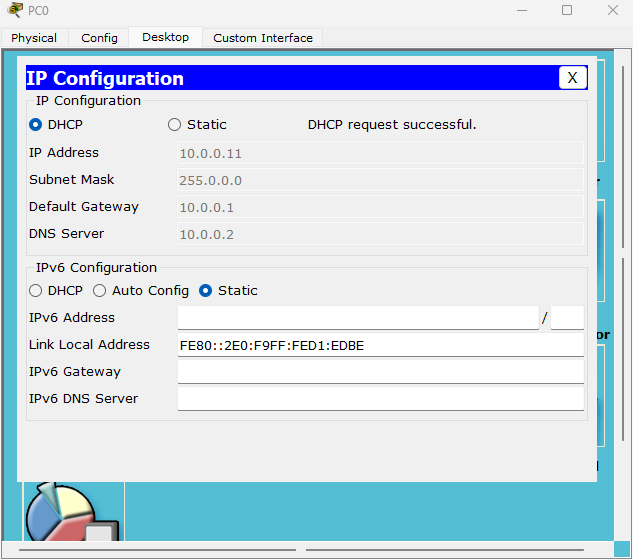 PC0
Physical Config Desktop Custom Interface
IP Configuration X
IP Configuration
DHCP Static DHCP request successful.
IP Address 10.0.0.11
Subnet Mask 255.0.0.0
Default Gateway 10.0.0.1
DNS Server 10.0.0.2
IPv6 Configuration
DHCP Auto Config Static
IPv6 Address /
Link Local Address FE80::2E0:F9FF:FED1:EDBE
IPv6 Gateway
IPv6 DNS Server